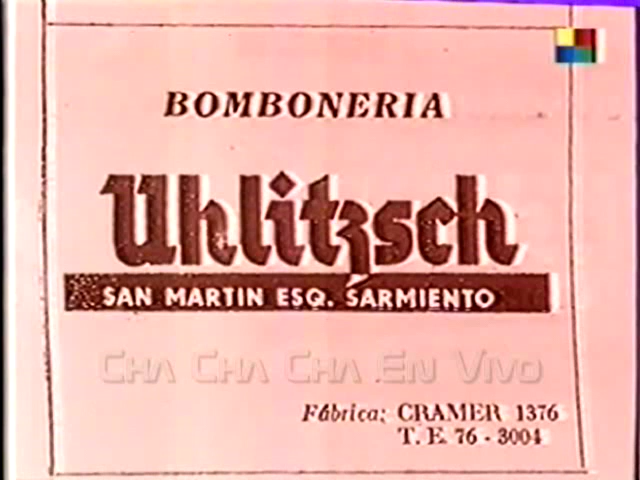 BOMBONERIA
Uhlitzsch
SAN MARTIN ESQ. SARMIENTO
Cha Cha Cha En Vivo
Fábrica: CRAMER 1376
T. E. 76 - 3004